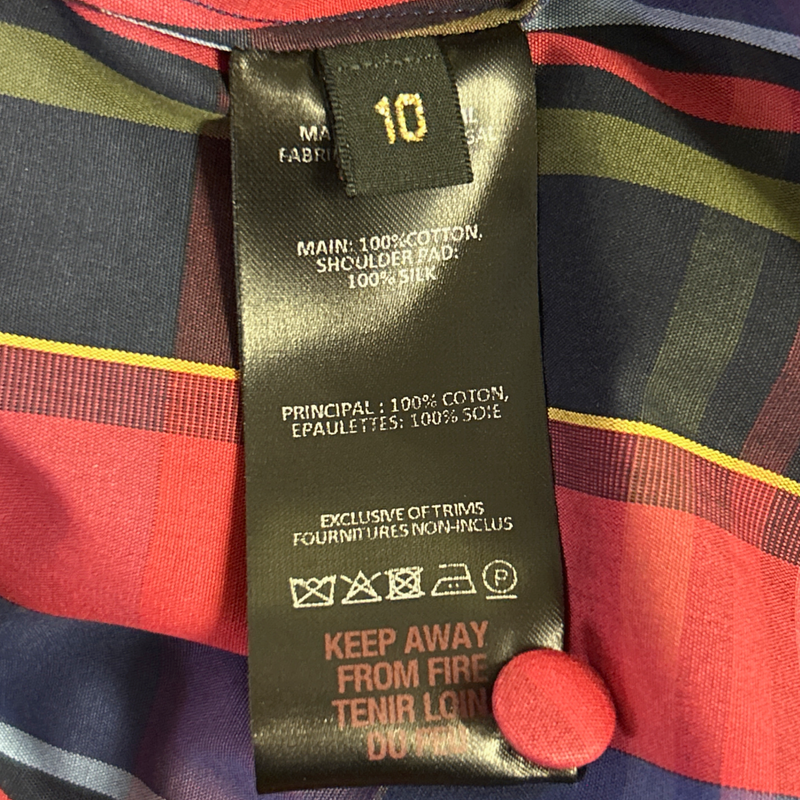 10
MAIN: 100%COTTON,
SHOULDER PAD:
100% SILK
PRINCIPAL : 100% COTON,
EPAULETTES: 100% SOIE
EXCLUSIVE OF TRIMS
FOURNITURES NON-INCLUS
P
KEEP AWAY
FROM FIRE
TENIR LOIN
DU